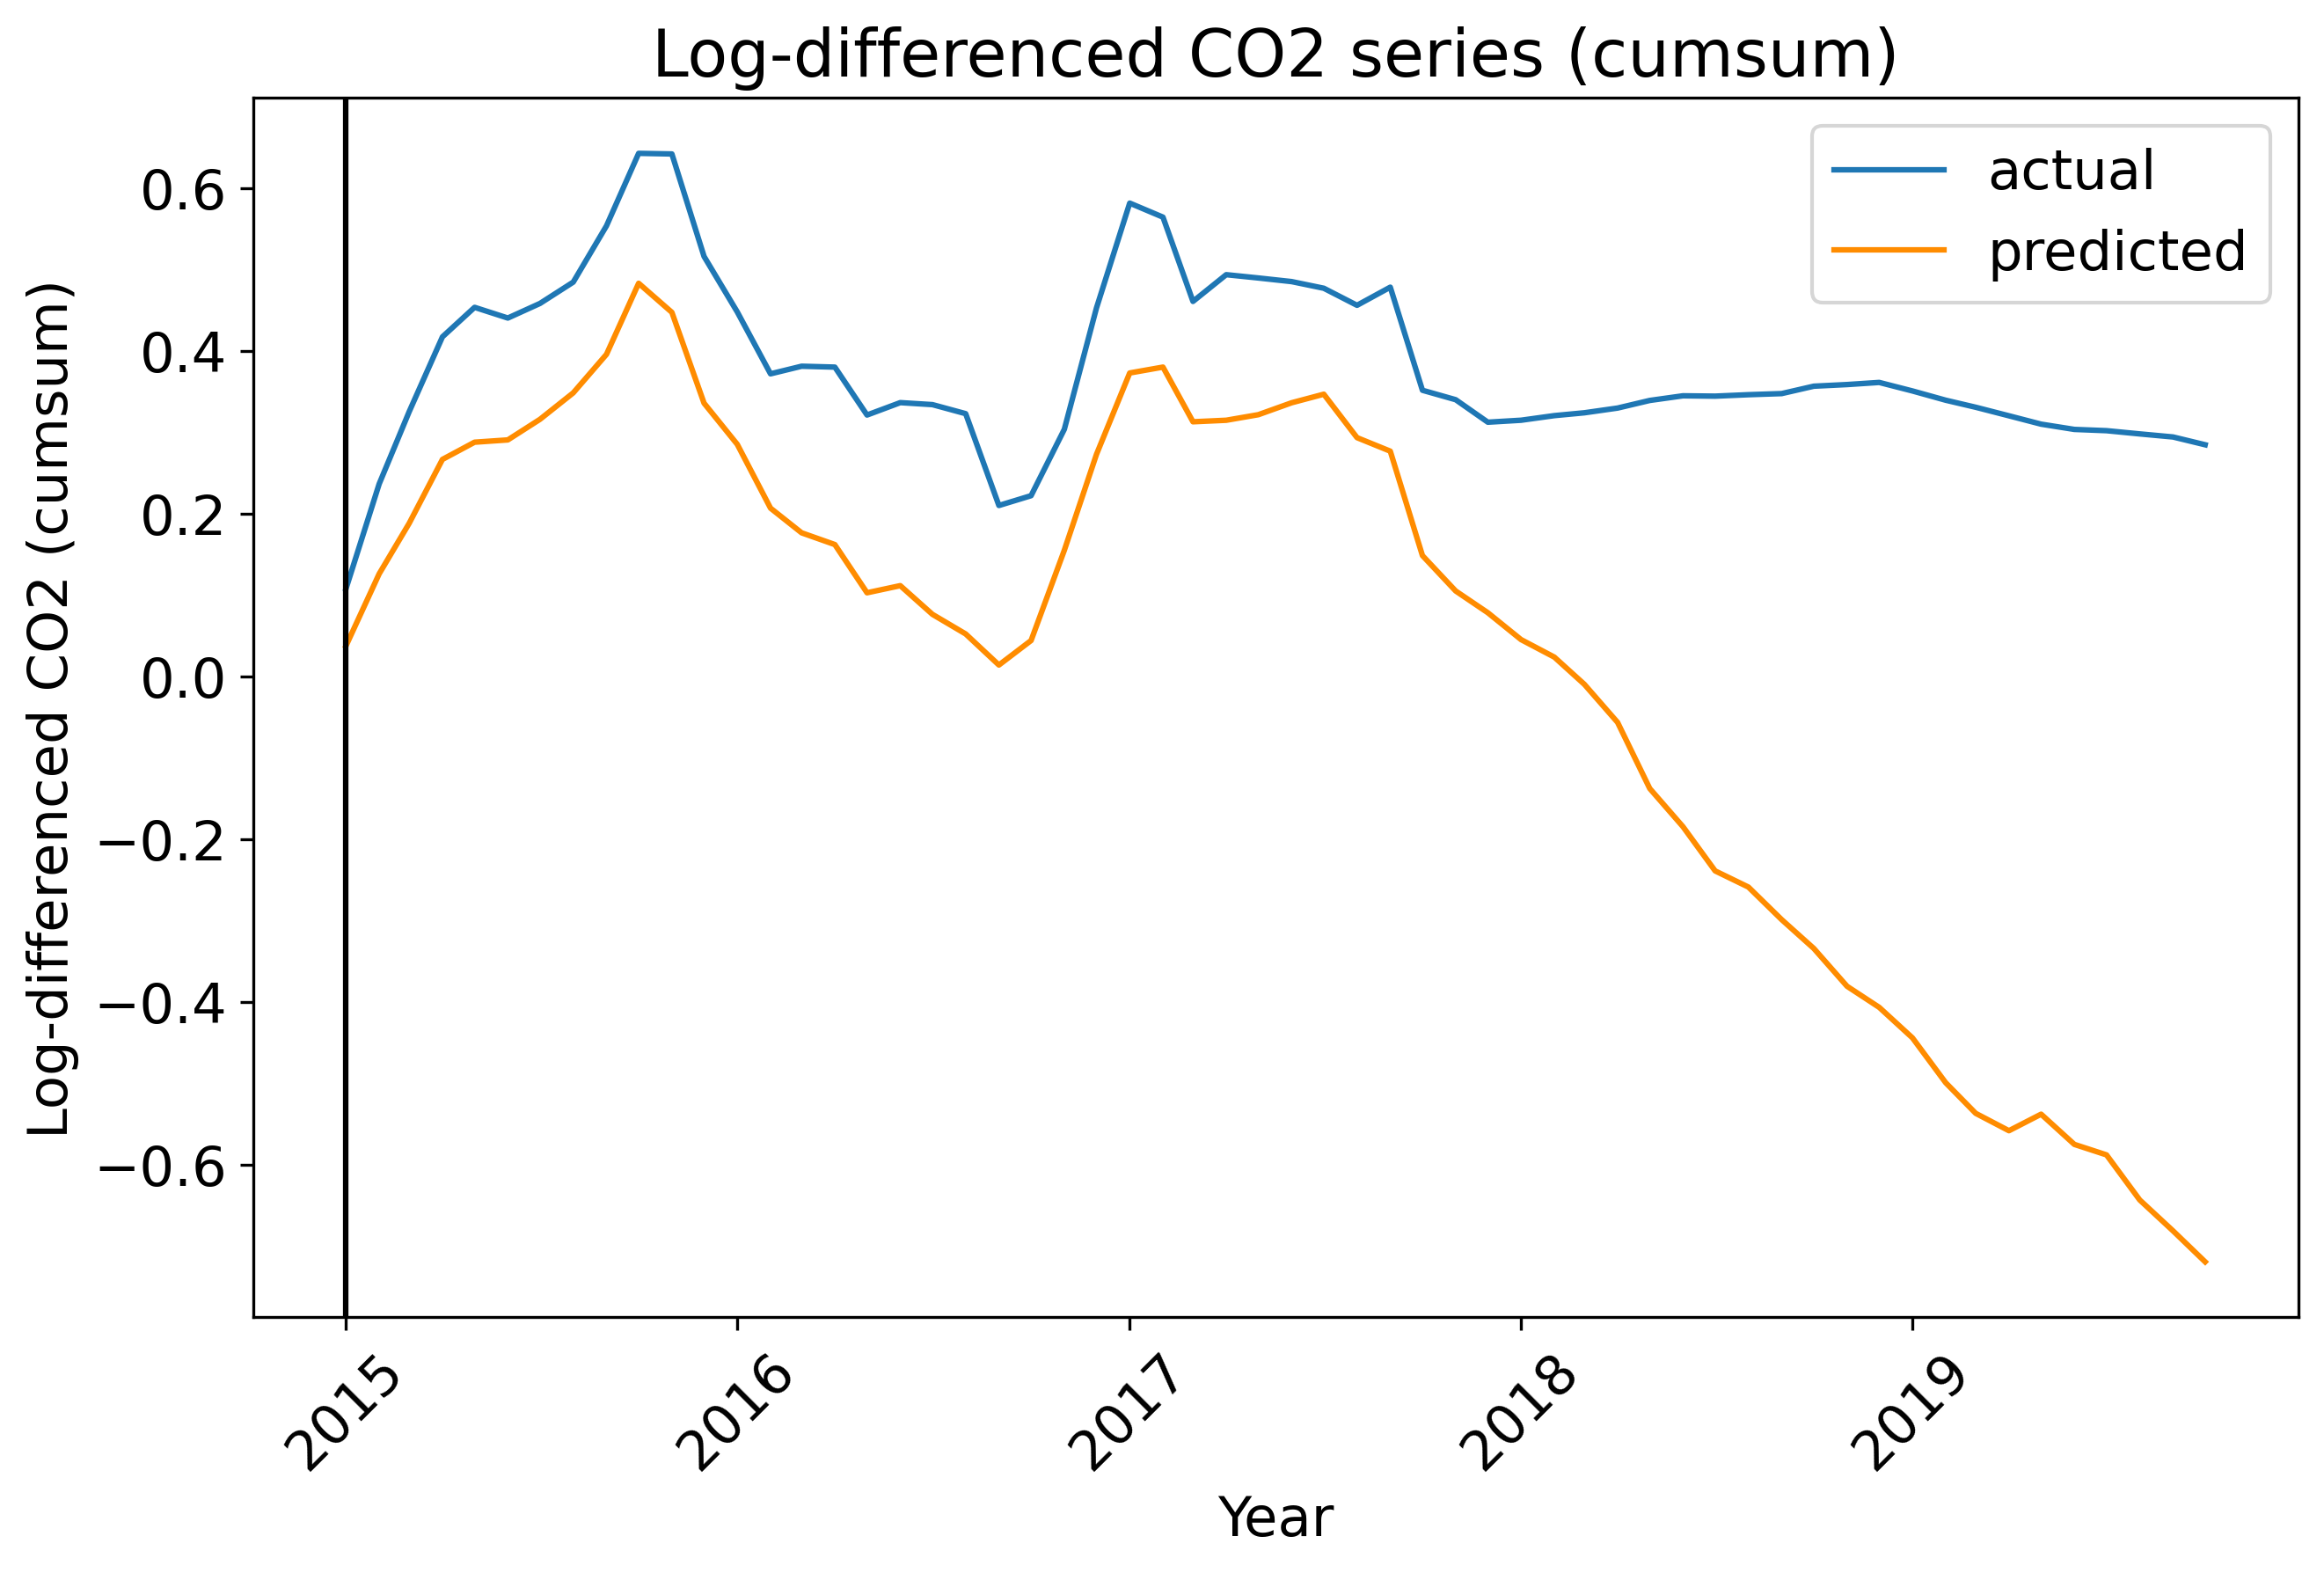 Log-differenced CO2 series (cumsum)
actual
predicted
Log-differenced CO2 (cumsum)
0.6
0.4
0.2
0.0
−0.2
−0.4
−0.6
2015
2016
2017
2018
2019
Year